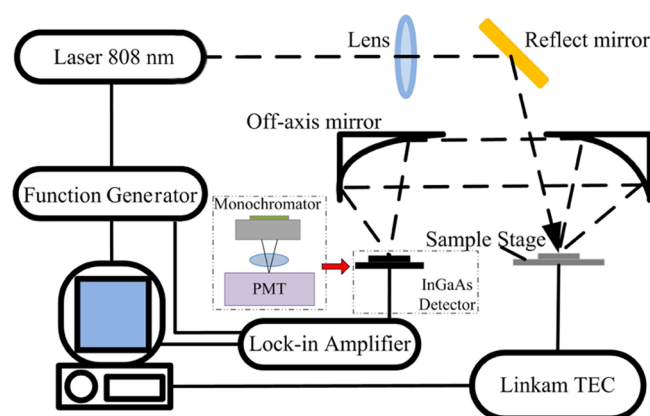 Laser 808 nm
Lens
Reflect mirror
Off-axis mirror
Function Generator
Monochromator
PMT
Sample Stage
InGaAs
Detector
Lock-in Amplifier
Linkam TEC